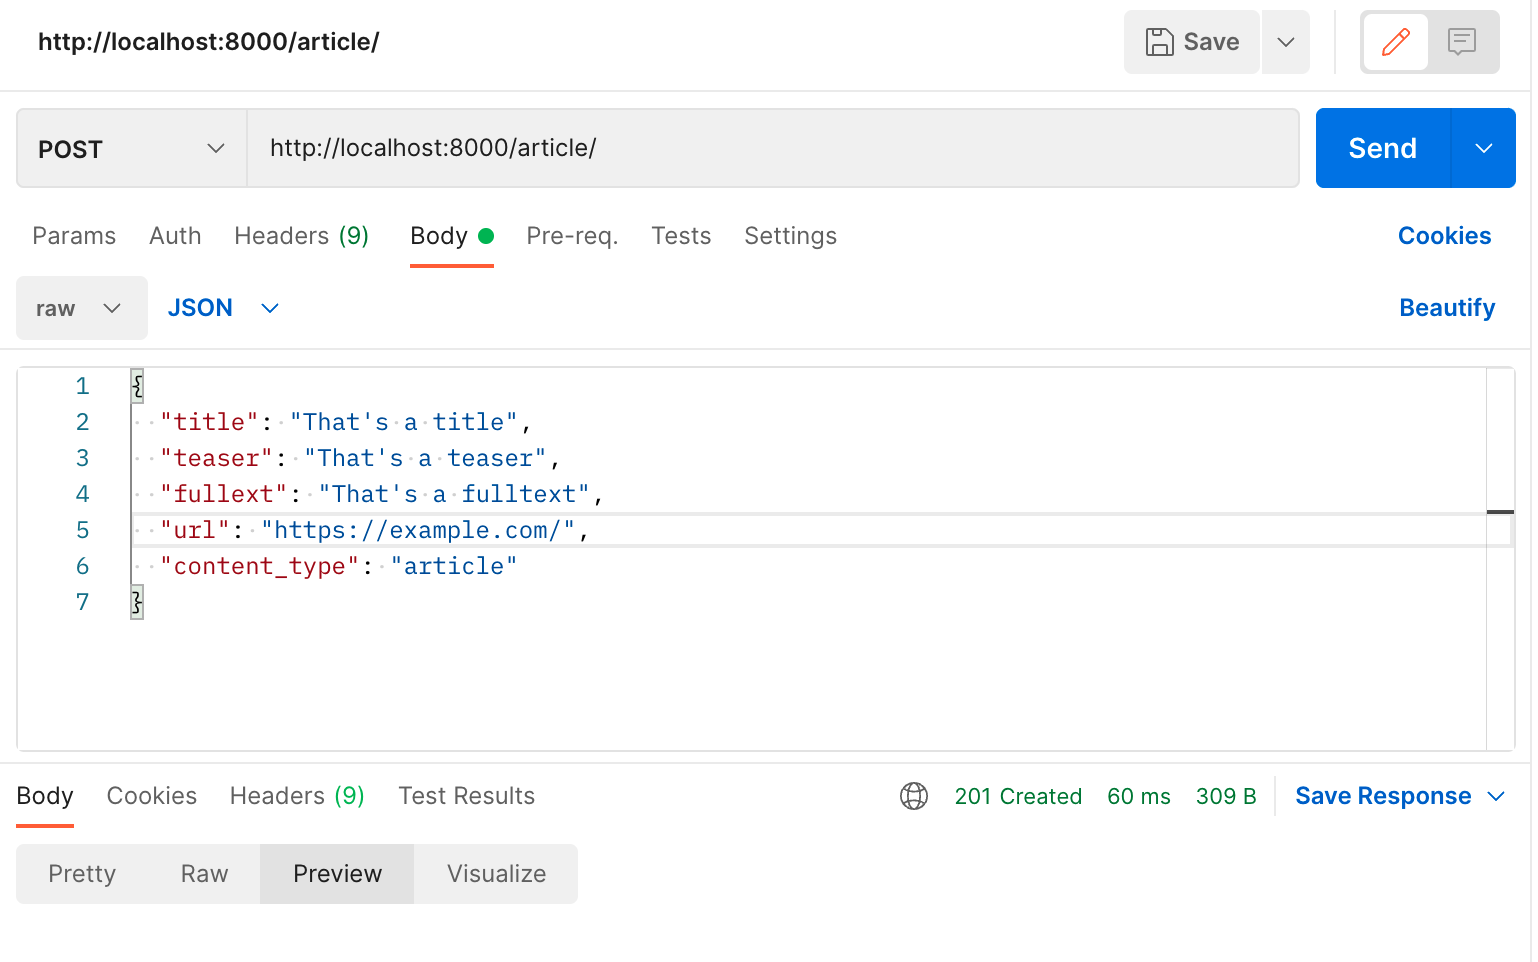 http://localhost:8000/article/
Save
POST
http://localhost:8000/article/
Send
Params Auth Headers (9) Body Pre-req. Tests Settings Cookies
raw JSON Beautify
1 {
2 "title": "That's a title",
3 "teaser": "That's a teaser",
4 "fullext": "That's a fulltext",
5 "url": "https://example.com/",
6 "content_type": "article"
7 }
Body Cookies Headers (9) Test Results 201 Created 60 ms 309 B Save Response
Pretty Raw Preview Visualize